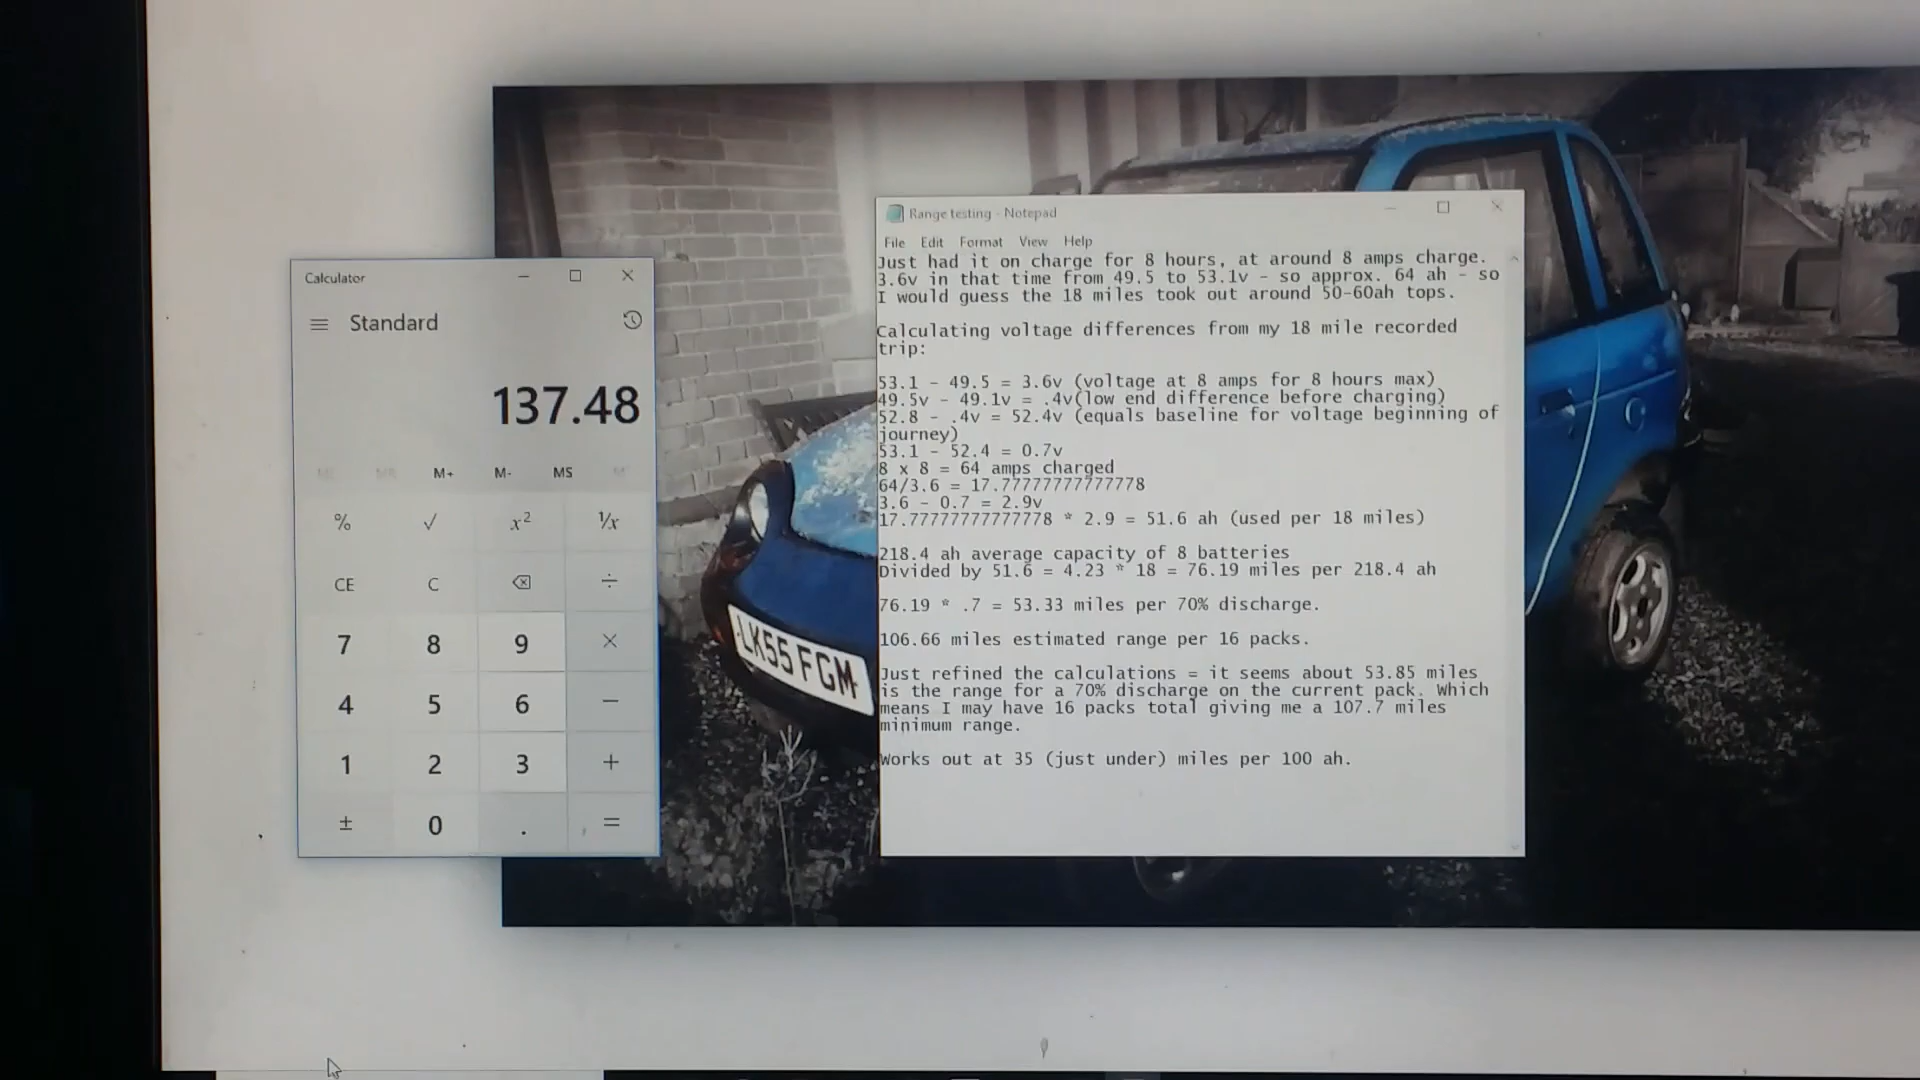 Calculator
Standard
137.48
M+ M- MS
% √ x² ¹/x
CE C ÷
7 8 9 ×
4 5 6 −
1 2 3 +
± 0 . =
Range testing - Notepad
File Edit Format View Help
Just had it on charge for 8 hours, at around 8 amps charge.
3.6v in that time from 49.5 to 53.1v - so approx. 64 ah - so
I would guess the 18 miles took out around 50-60ah tops.
Calculating voltage differences from my 18 mile recorded
trip:
53.1 - 49.5 = 3.6v (voltage at 8 amps for 8 hours max)
49.5v - 49.1v = .4v(low end difference before charging)
52.8 - .4v = 52.4v (equals baseline for voltage beginning of
journey)
53.1 - 52.4 = 0.7v
8 x 8 = 64 amps charged
64/3.6 = 17.77777777777778
3.6 - 0.7 = 2.9v
17.77777777777778 * 2.9 = 51.6 ah (used per 18 miles)
218.4 ah average capacity of 8 batteries
Divided by 51.6 = 4.23 * 18 = 76.19 miles per 218.4 ah
76.19 * .7 = 53.33 miles per 70% discharge.
106.66 miles estimated range per 16 packs.
Just refined the calculations = it seems about 53.85 miles
is the range for a 70% discharge on the current pack. Which
means I may have 16 packs total giving me a 107.7 miles
minimum range.
Works out at 35 (just under) miles per 100 ah.
LK55 FGM